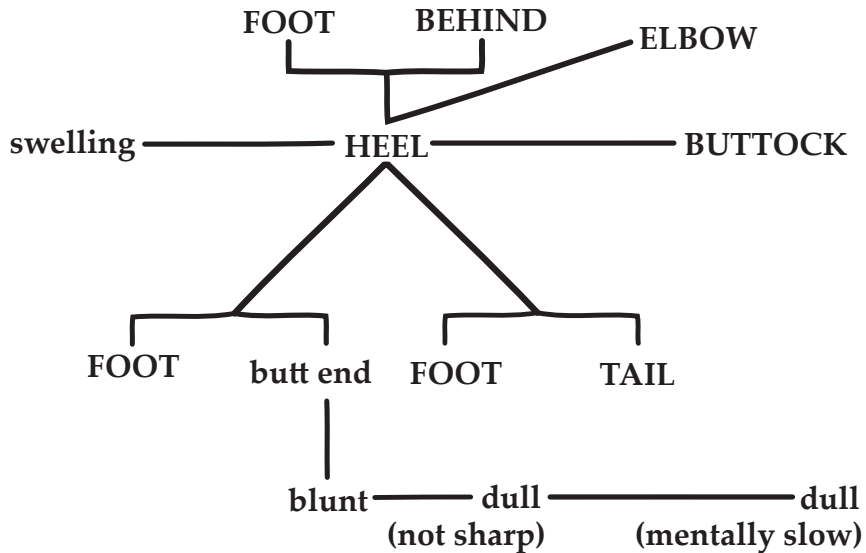 FOOT
BEHIND
ELBOW
swelling
HEEL
BUTTOCK
FOOT
butt end
FOOT
TAIL
blunt
dull
(not sharp)
dull
(mentally slow)